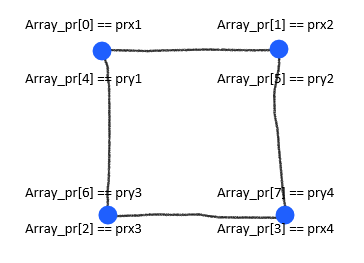 Array_pr[0] == prx1
Array_pr[1] == prx2
Array_pr[4] == pry1
Array_pr[5] == pry2
Array_pr[6] == pry3
Array_pr[7] == pry4
Array_pr[2] == prx3
Array_pr[3] == prx4